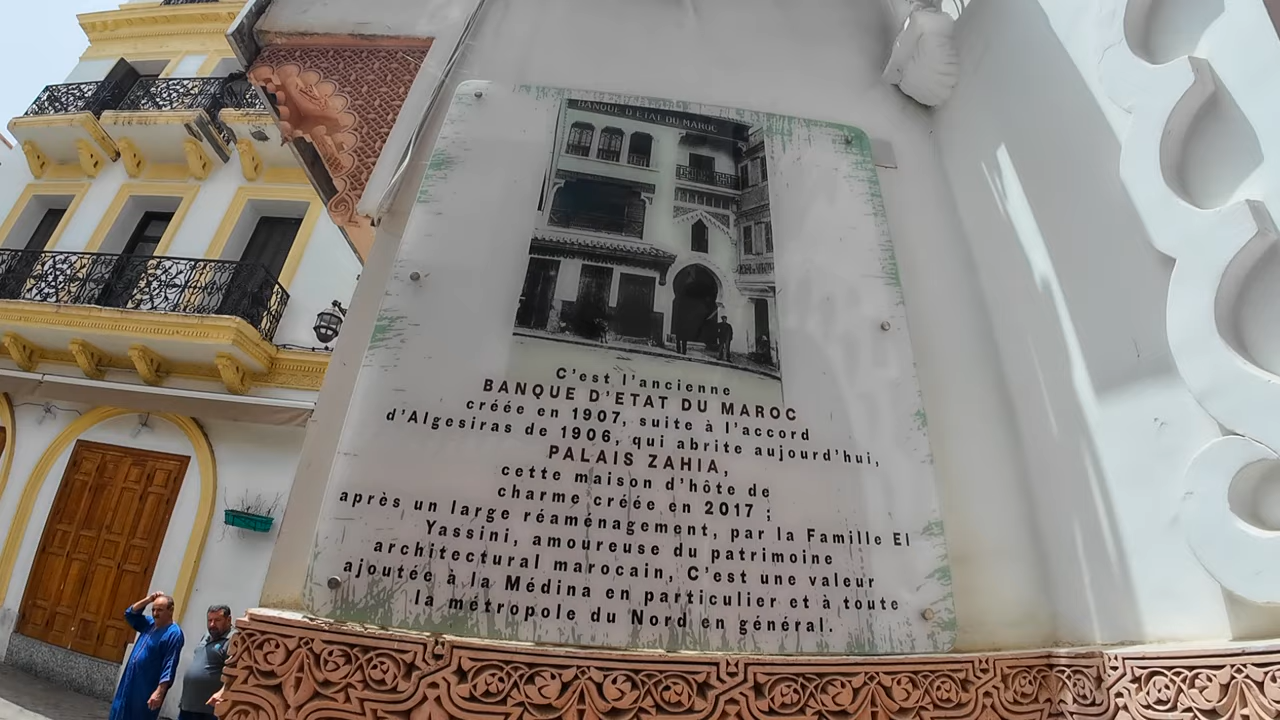 BANQUE D'ETAT DU MAROC
C'est l'ancienne
BANQUE D'ETAT DU MAROC
créée en 1907, suite à l'accord
d'Algesiras de 1906, qui abrite aujourd'hui,
PALAIS ZAHIA,
cette maison d'hôte de
charme créée en 2017 ;
après un large réaménagement, par la Famille El
Yassini, amoureuse du patrimoine
architectural marocain, C'est une valeur
ajoutée à la Médina en particulier et à toute
la métropole du Nord en général.